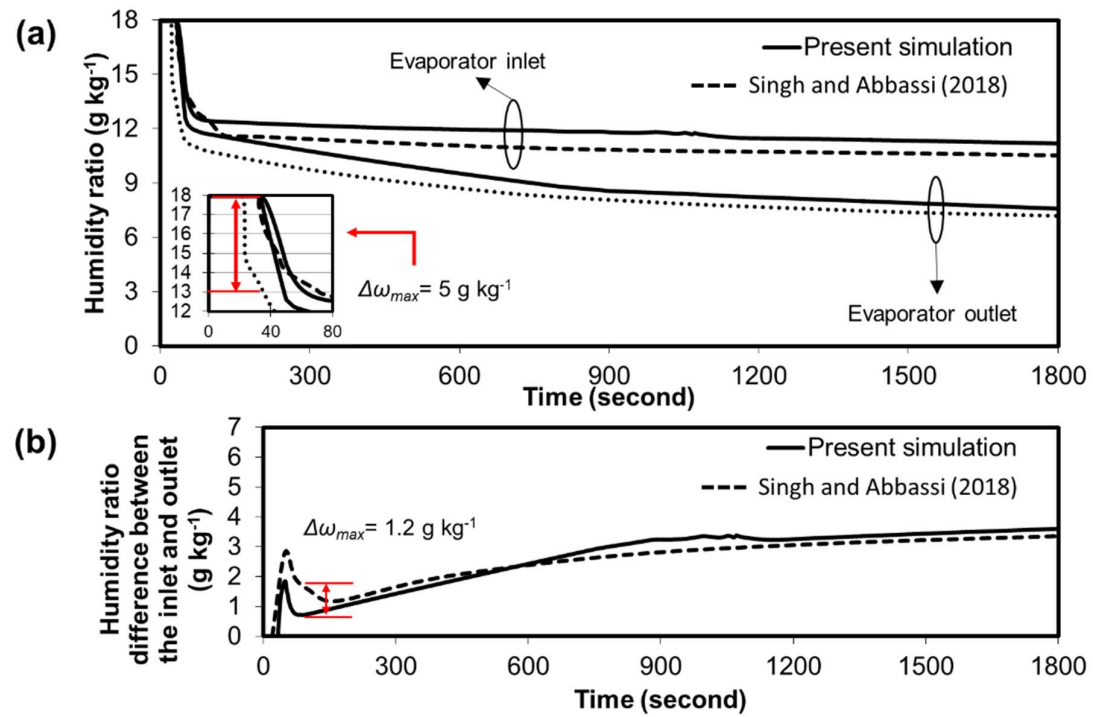 (a)
Humidity ratio (g kg⁻¹)
18
15
12
9
6
3
0
Evaporator inlet
Present simulation
Singh and Abbassi (2018)
18
17
16
15
14
13
12
0 40 80
Δω_max= 5 g kg⁻¹
Evaporator outlet
0 300 600 900 1200 1500 1800
Time (second)
(b)
Humidity ratio
difference between
the inlet and outlet
(g kg⁻¹)
7
6
5
4
3
2
1
0
Present simulation
Singh and Abbassi (2018)
Δω_max= 1.2 g kg⁻¹
0 300 600 900 1200 1500 1800
Time (second)